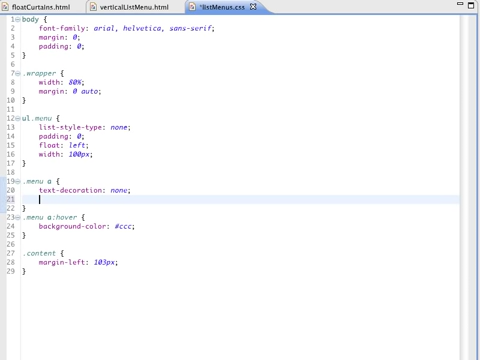 floatCurtains.html verticalListMenu.html *listMenus.css
1 body {
2 font-family: arial, helvetica, sans-serif;
3 margin: 0;
4 padding: 0;
5 }
6
7 .wrapper {
8 width: 80%;
9 margin: 0 auto;
10 }
11
12 ul.menu {
13 list-style-type: none;
14 padding: 0;
15 float: left;
16 width: 100px;
17 }
18
19 .menu a {
20 text-decoration: none;
21
22 }
23 .menu a:hover {
24 background-color: #ccc;
25 }
26
27 .content {
28 margin-left: 103px;
29 }